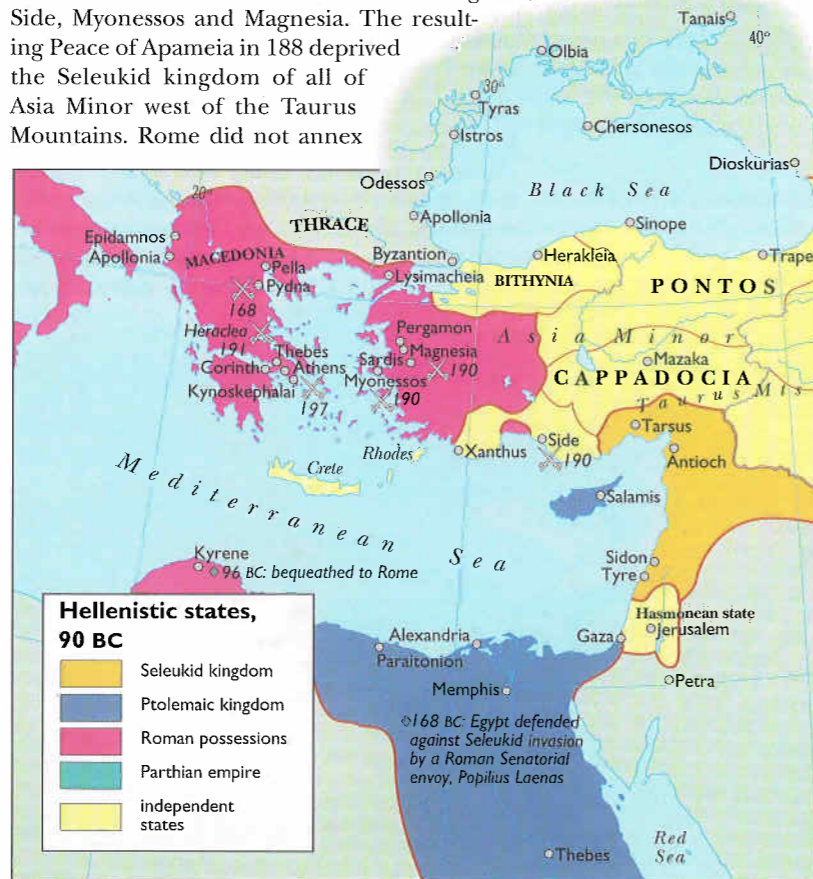 Side, Myonessos and Magnesia. The result-
ing Peace of Apameia in 188 deprived
the Seleukid kingdom of all of
Asia Minor west of the Taurus
Mountains. Rome did not annex
Tanais
40°
Olbia
30°
Tyras
Istros
Chersonesos
Dioskurias
Odessos
Black Sea
20°
THRACE
Apollonia
Sinope
Epidamnos
Apollonia
MACEDONIA
Pella
Pydna
168
Byzantion
Lysimacheia
Herakleia
BITHYNIA
PONTOS
Trape
Heraclea
191
Pergamon
Asia Minor
Thebes
Corinth
Athens
Sardis
Magnesia
190
Mazaka
Kynoskephalai
197
Myonessos
190
CAPPADOCIA
Taurus Mts
Tarsus
Rhodes
Xanthus
Side
190
Antioch
Crete
Mediterranean Sea
Salamis
Kyrene
96 BC: bequeathed to Rome
Sidon
Tyre
Hellenistic states,
90 BC
Seleukid kingdom
Ptolemaic kingdom
Roman possessions
Parthian empire
independent
states
Hasmonean state
Alexandria
Gaza
Jerusalem
Paraitonion
Memphis
Petra
168 BC: Egypt defended
against Seleukid invasion
by a Roman Senatorial
envoy, Popilius Laenas
Thebes
Red
Sea